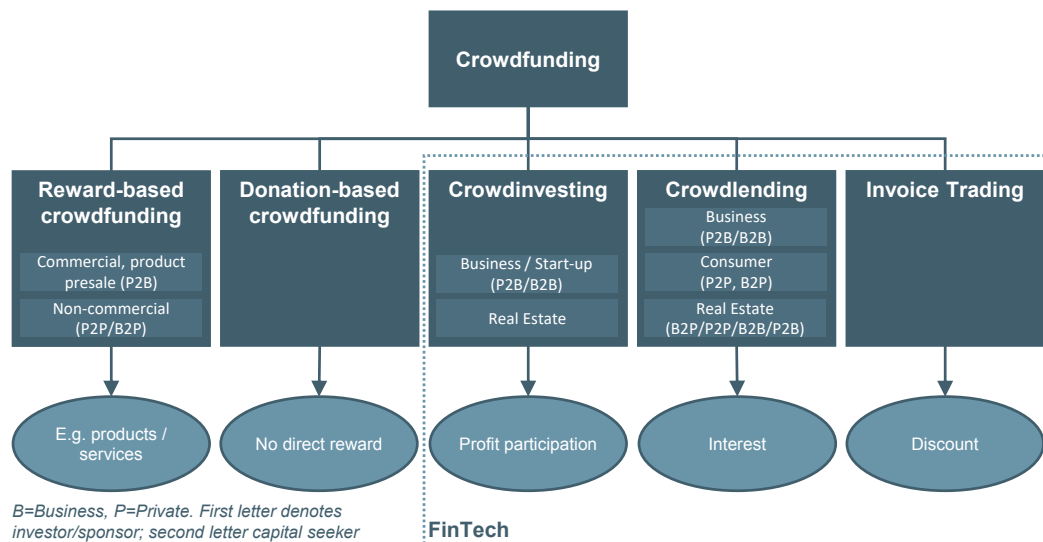 Crowdfunding
Reward-based
crowdfunding
Commercial, product
presale (P2B)
Non-commercial
(P2P/B2P)
Donation-based
crowdfunding
Crowdinvesting
Business / Start-up
(P2B/B2B)
Real Estate
Crowdlending
Business
(P2B/B2B)
Consumer
(P2P, B2P)
Real Estate
(B2P/P2P/B2B/P2B)
Invoice Trading
E.g. products /
services
No direct reward
Profit participation
Interest
Discount
B=Business, P=Private. First letter denotes
investor/sponsor; second letter capital seeker
FinTech